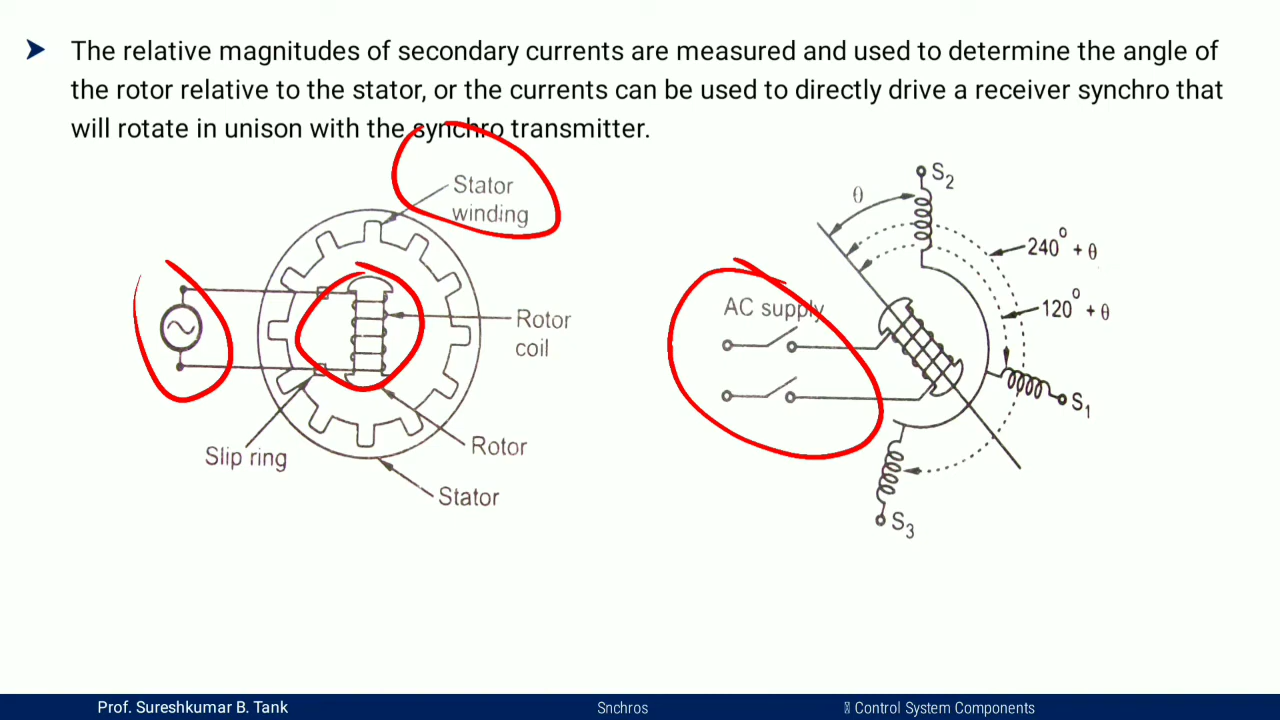 The relative magnitudes of secondary currents are measured and used to determine the angle of
the rotor relative to the stator, or the currents can be used to directly drive a receiver synchro that
will rotate in unison with the synchro transmitter.
Stator
winding
Rotor
coil
Slip ring
Rotor
Stator
S2
θ
240° + θ
120° + θ
AC supply
S1
S3
Prof. Sureshkumar B. Tank
Snchros
Control System Components